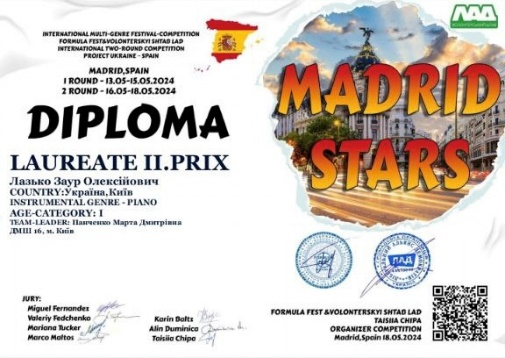 INTERNATIONAL MULTI-GENRE FESTIVAL-COMPETITION
FORMULA FEST&VOLONTERSKYI SHTAB LAD
INTERNATIONAL TWO-ROUND COMPETITION
PROJECT UKRAINE - SPAIN
MADRID,SPAIN
1 ROUND - 13.05-15.05.2024
2 ROUND - 16.05-18.05.2024
DIPLOMA
LAUREATE II.PRIX
Лазько Заур Олексійович
COUNTRY:Україна,Київ
INSTRUMENTAL GENRE - PIANO
AGE-CATEGORY: I
TEAM-LEADER: Панченко Марта Дмитрівна
ДМШ 16, м. Київ
MADRID
STARS
ЛАД
JURY:
Miguel Fernandes
Valeriy Fedchenko
Mariana Tucker
Marco Mattos
Karin Baltz
Alin Duminica
Taisiia Chipa
FORMULA FEST &VOLONTERSKYI SHTAB LAD
TAISIIA CHIPA
ORGANIZER COMPETITION
Madrid,Spain 18.05.2024